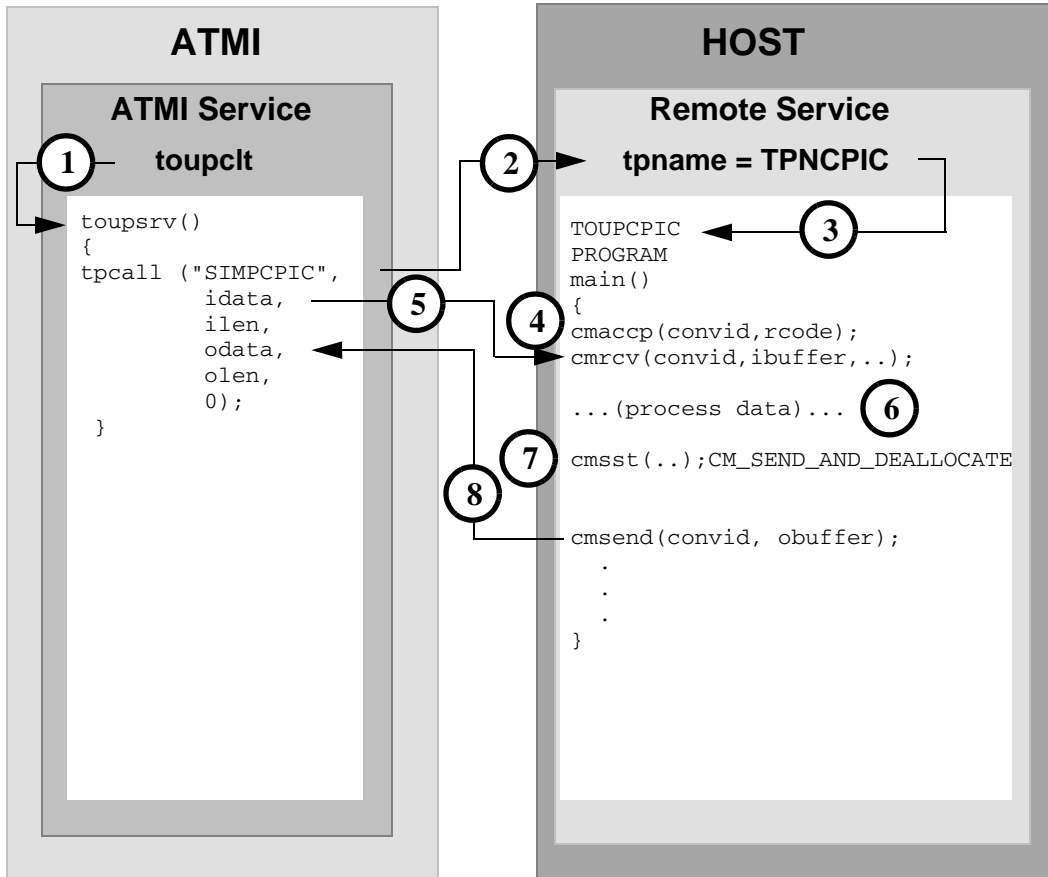 ATMI
ATMI Service
1
toupclt
toupsrv()
{
tpcall ("SIMPCPIC",
idata,
ilen,
odata,
olen,
0);
}
2
5
8
HOST
Remote Service
tpname = TPNCPIC
3
TOUPCPIC
PROGRAM
main()
4
{
cmaccp(convid,rcode);
cmrcv(convid,ibuffer,..);
...(process data)...
6
7
cmsst(..);CM_SEND_AND_DEALLOCATE
cmsend(convid, obuffer);
.
.
.
}